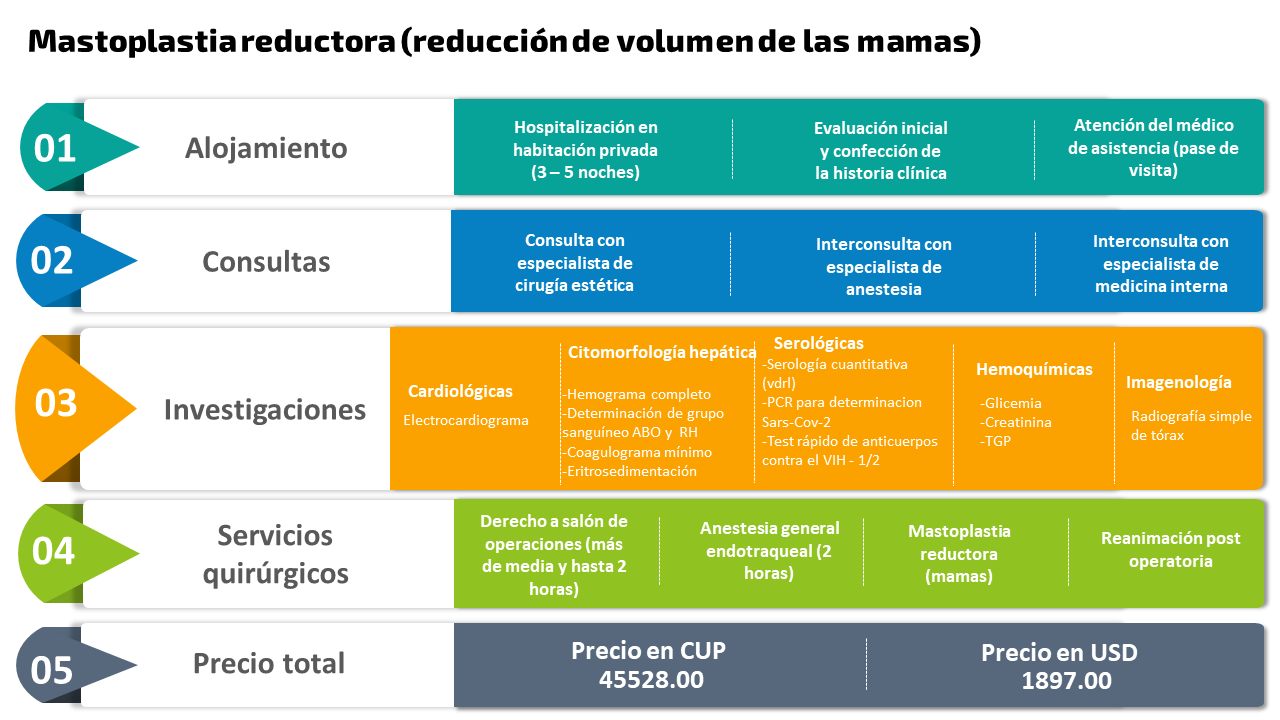 Mastoplastia reductora (reducción de volumen de las mamas)
01
Alojamiento
Hospitalización en
habitación privada
(3 – 5 noches)
Evaluación inicial
y confección de
la historia clínica
Atención del médico
de asistencia (pase de
visita)
02
Consultas
Consulta con
especialista de
cirugía estética
Interconsulta con
especialista de
anestesia
Interconsulta con
especialista de
medicina interna
03
Investigaciones
Cardiológicas
Electrocardiograma
Citomorfología hepática
-Hemograma completo
-Determinación de grupo
sanguíneo ABO y RH
-Coagulograma mínimo
-Eritrosedimentación
Serológicas
-Serología cuantitativa
(vdrl)
-PCR para determinacion
Sars-Cov-2
-Test rápido de anticuerpos
contra el VIH - 1/2
Hemoquímicas
-Glicemia
-Creatinina
-TGP
Imagenología
Radiografía simple
de tórax
04
Servicios
quirúrgicos
Derecho a salón de
operaciones (más
de media y hasta 2
horas)
Anestesia general
endotraqueal (2
horas)
Mastoplastia
reductora
(mamas)
Reanimación post
operatoria
05
Precio total
Precio en CUP
45528.00
Precio en USD
1897.00